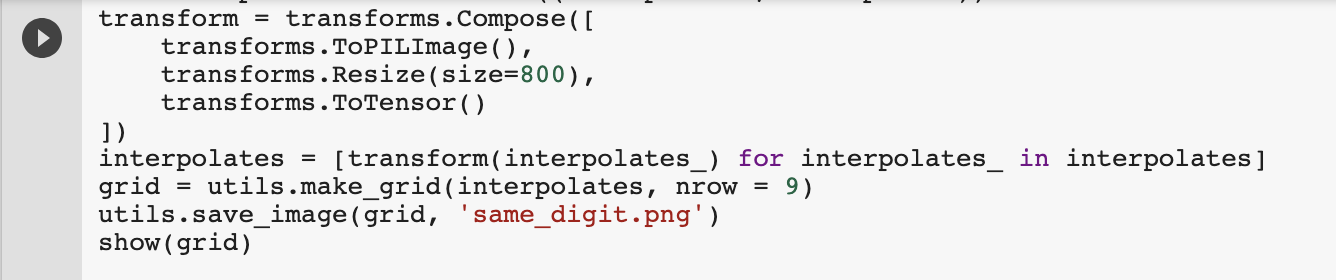 transform = transforms.Compose([
    transforms.ToPILImage(),
    transforms.Resize(size=800),
    transforms.ToTensor()
])
interpolates = [transform(interpolates_) for interpolates_ in interpolates]
grid = utils.make_grid(interpolates, nrow = 9)
utils.save_image(grid, 'same_digit.png')
show(grid)